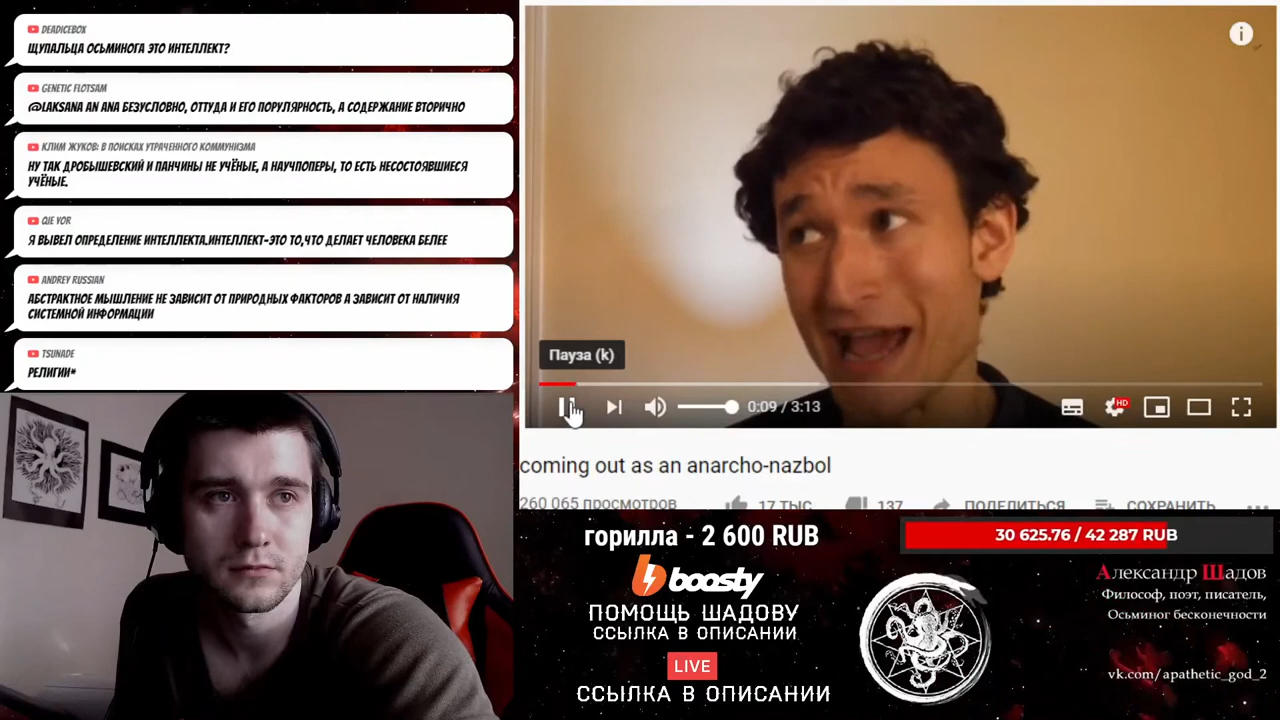 DEADICEBOX
ЩУПАЛЬЦА ОСЬМИНОГА ЭТО ИНТЕЛЛЕКТ?
GENETIC FLOTSAM
@LAKSANA AN ANA БЕЗУСЛОВНО, ОТТУДА И ЕГО ПОРУЛЯРНОСТЬ, А СОДЕРЖАНИЕ ВТОРИЧНО
КЛИМ ЖУКОВ: В ПОИСКАХ УТРАЧЕННОГО КОММУНИЗМА
НУ ТАК ДРОБЫШЕВСКИЙ И ПАНЧИНЫ НЕ УЧЁНЫЕ, А НАУЧПОПЕРЫ, ТО ЕСТЬ НЕСОСТОЯВШИЕСЯ
УЧЁНЫЕ.
QIE YOR
Я ВЫВЕЛ ОПРЕДЕЛЕНИЕ ИНТЕЛЛЕКТА.ИНТЕЛЛЕКТ-ЭТО ТО,ЧТО ДЕЛАЕТ ЧЕЛОВЕКА БЕЛЕЕ
ANDREY RUSSIAN
АБСТРАКТНОЕ МЫШЛЕНИЕ НЕ ЗАВИСИТ ОТ ПРИРОДНЫХ ФАКТОРОВ А ЗАВИСИТ ОТ НАЛИЧИЯ
СИСТЕМНОЙ ИНФОРМАЦИИ
TSUNADE
РЕЛИГИИ*
Пауза (k)
0:09 / 3:13
HD
coming out as an anarcho-nazbol
260 065 просмотров
17 ТЫС.
137
ПОДЕЛИТЬСЯ
СОХРАНИТЬ
горилла - 2 600 RUB
boosty
ПОМОЩЬ ШАДОВУ
ССЫЛКА В ОПИСАНИИ
LIVE
ССЫЛКА В ОПИСАНИИ
30 625.76 / 42 287 RUB
Александр Шадов
Философ, поэт, писатель,
Осьминог бесконечности
vk.com/apathetic_god_2